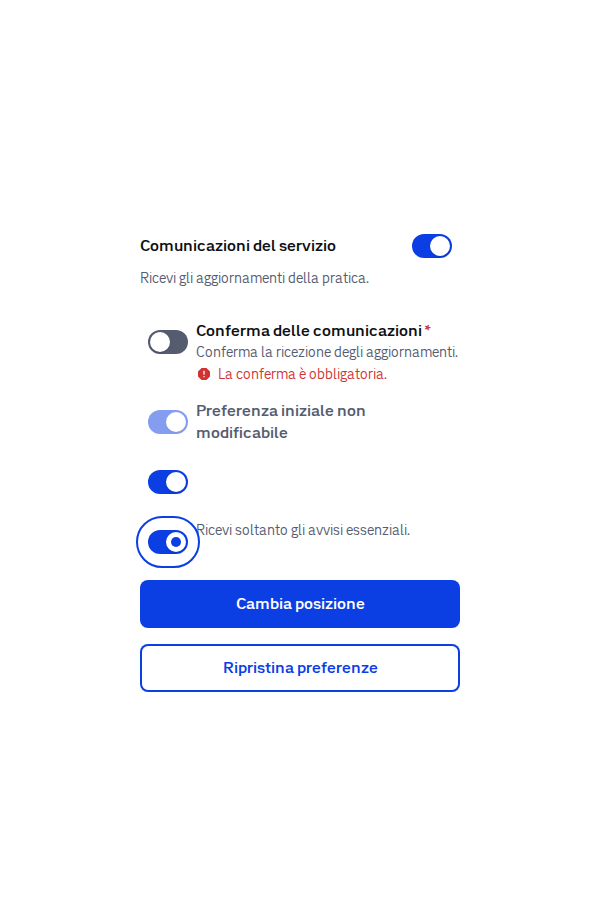 Comunicazioni del servizio
Ricevi gli aggiornamenti della pratica.
Conferma delle comunicazioni *
Conferma la ricezione degli aggiornamenti.
La conferma è obbligatoria.
Preferenza iniziale non
modificabile
Ricevi soltanto gli avvisi essenziali.
Cambia posizione
Ripristina preferenze